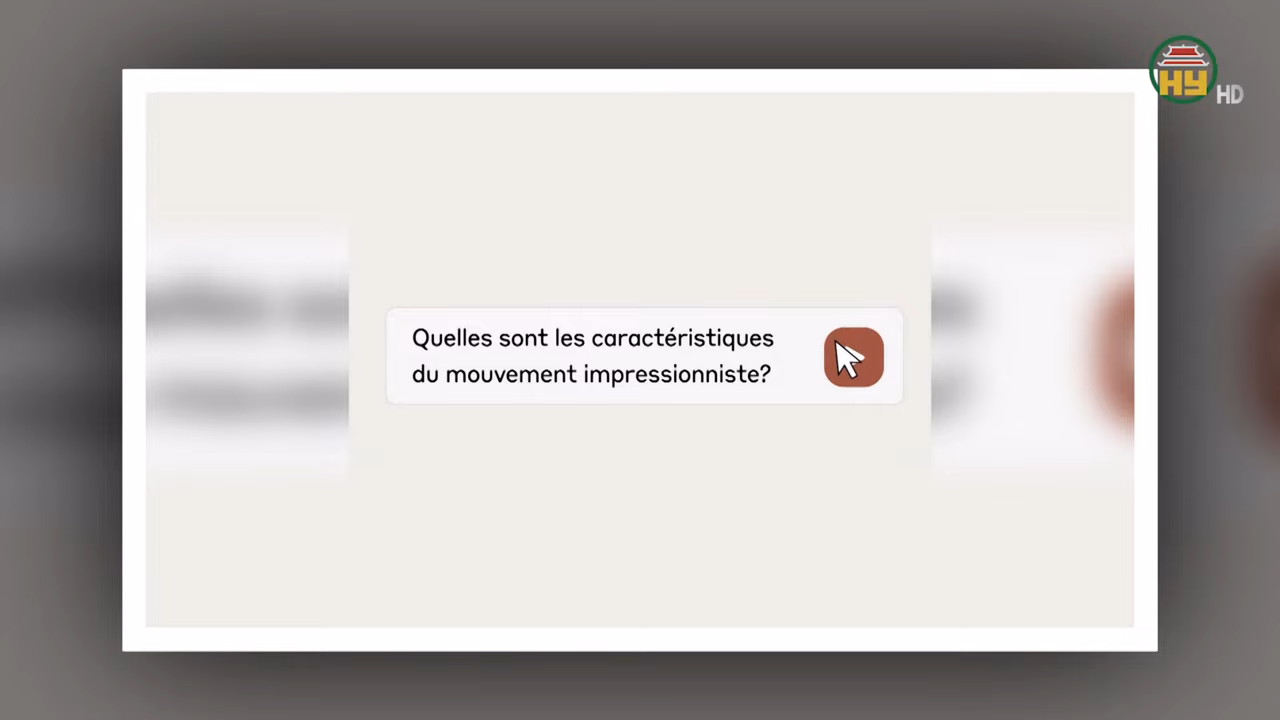 HY
HD
Quelles sont les caractéristiques
du mouvement impressionniste?